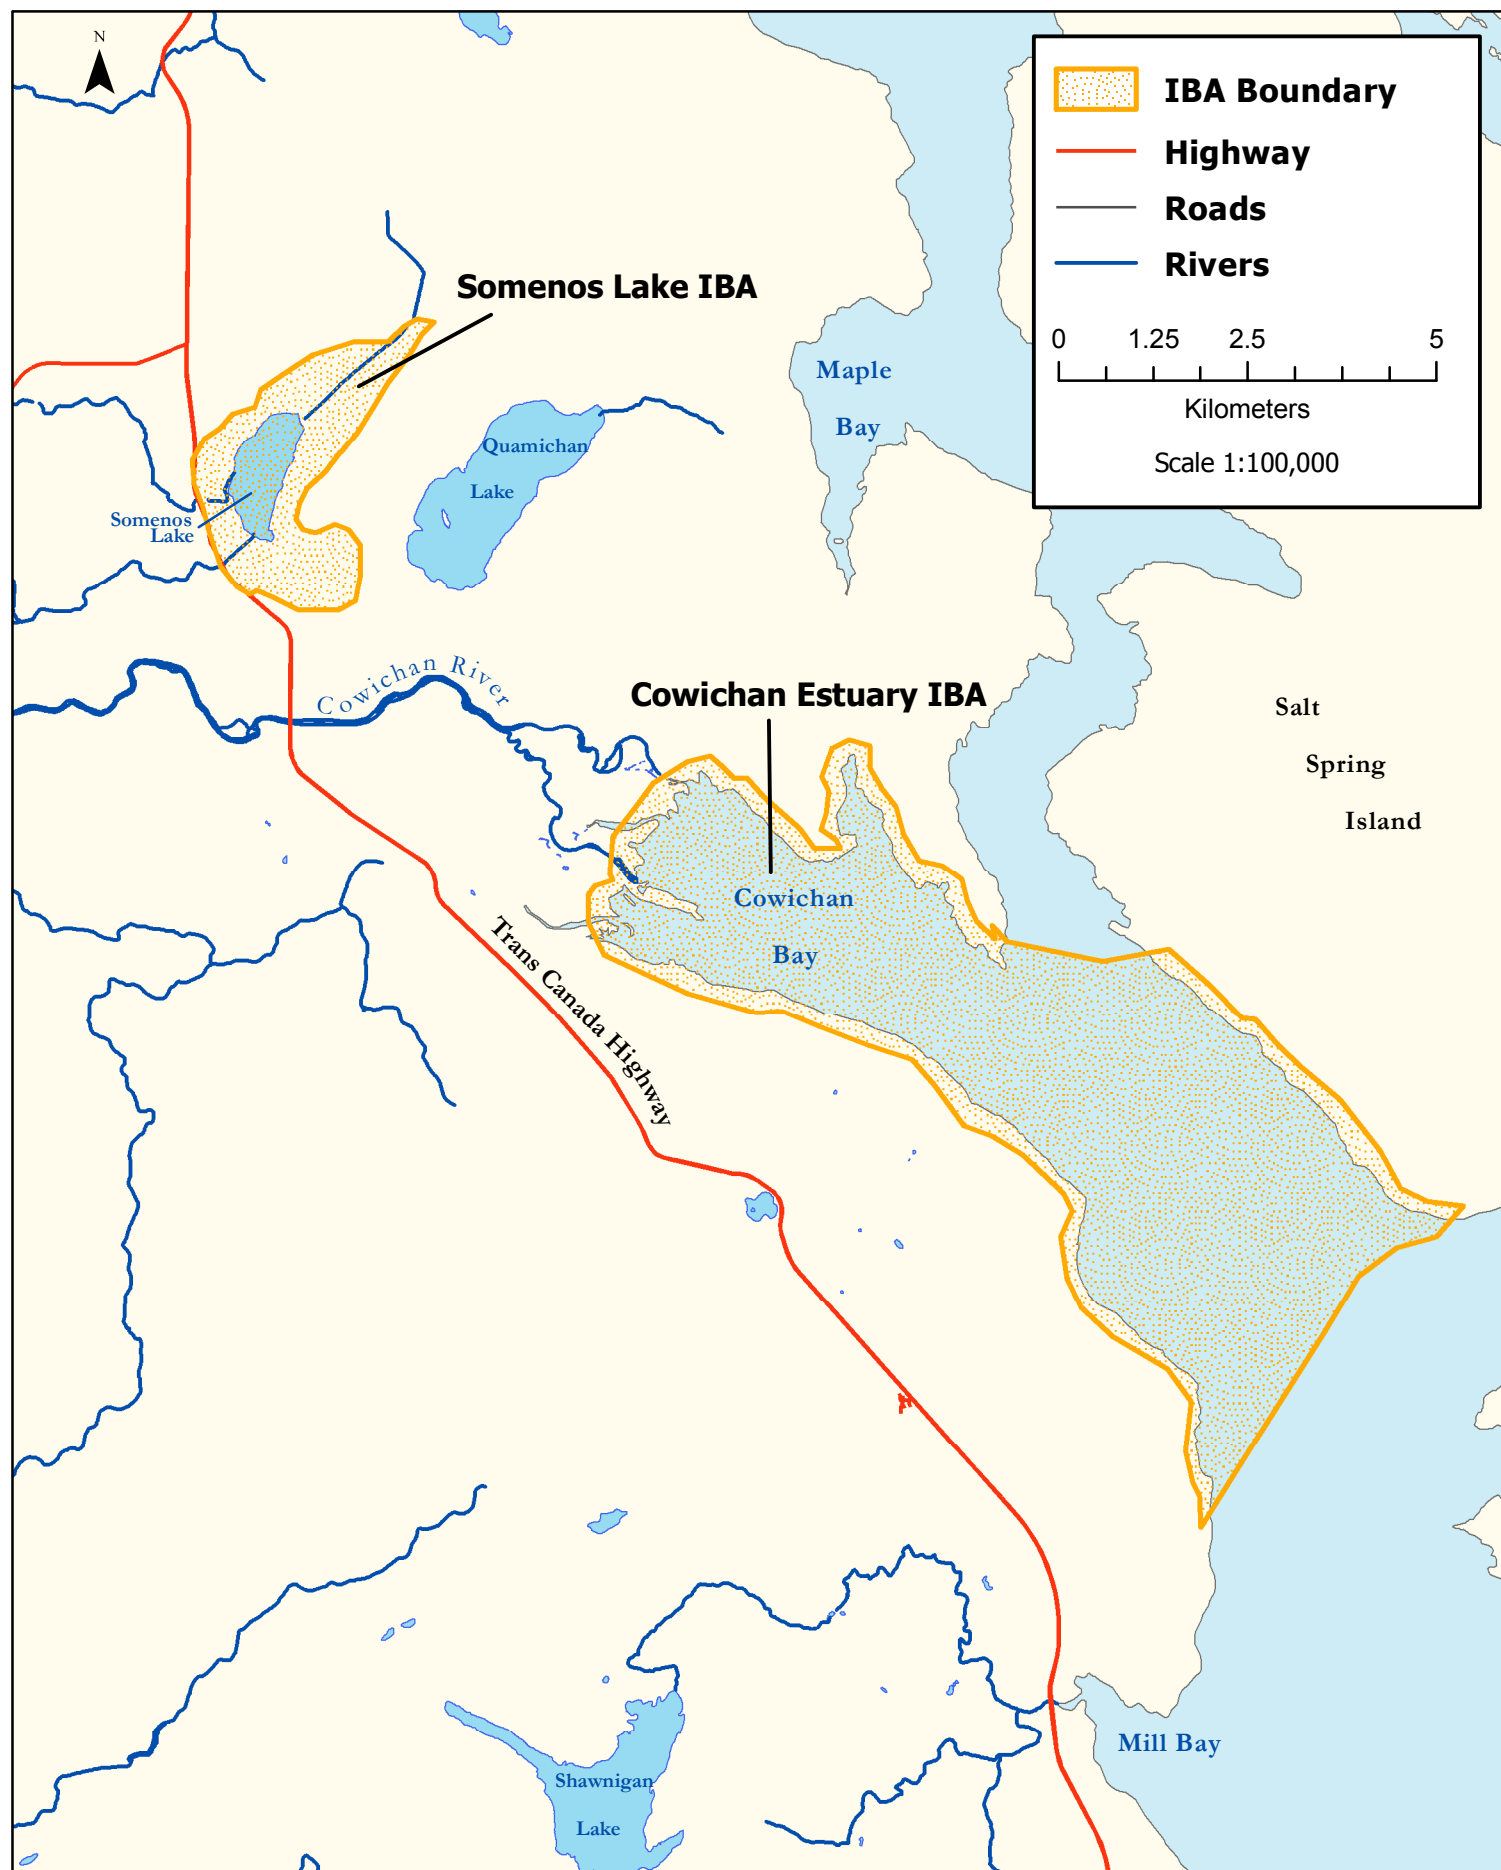 N
IBA Boundary
Highway
Roads
Rivers
0 1.25 2.5 5
Kilometers
Scale 1:100,000
Somenos Lake IBA
Maple
Bay
Quamichan
Lake
Somenos
Lake
Cowichan River
Cowichan Estuary IBA
Salt
Spring
Island
Cowichan
Bay
Trans Canada Highway
Mill Bay
Shawnigan
Lake